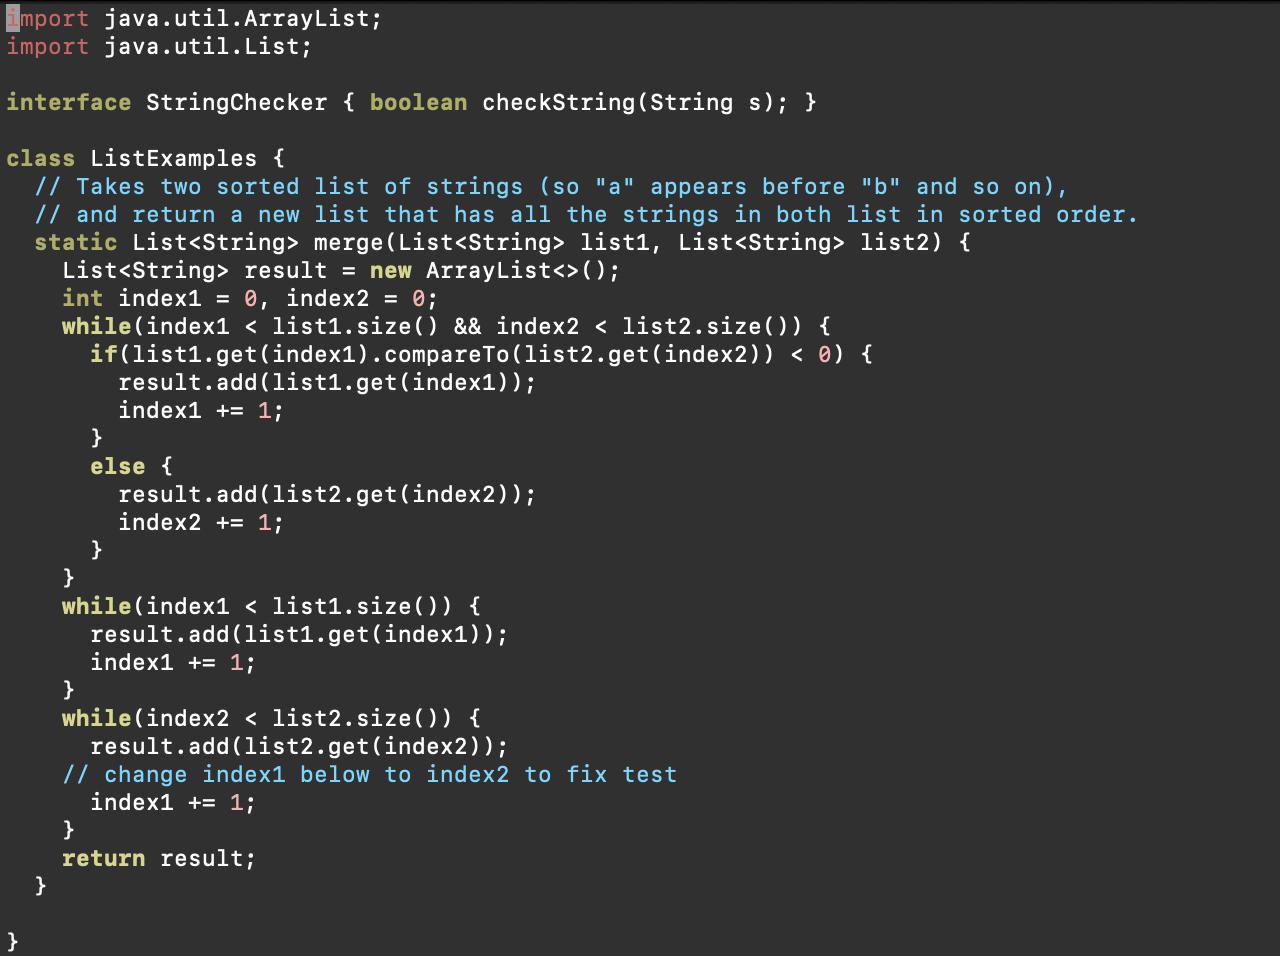 import java.util.ArrayList;
import java.util.List;

interface StringChecker { boolean checkString(String s); }

class ListExamples {
  // Takes two sorted list of strings (so "a" appears before "b" and so on),
  // and return a new list that has all the strings in both list in sorted order.
  static List<String> merge(List<String> list1, List<String> list2) {
    List<String> result = new ArrayList<>();
    int index1 = 0, index2 = 0;
    while(index1 < list1.size() && index2 < list2.size()) {
      if(list1.get(index1).compareTo(list2.get(index2)) < 0) {
        result.add(list1.get(index1));
        index1 += 1;
      }
      else {
        result.add(list2.get(index2));
        index2 += 1;
      }
    }
    while(index1 < list1.size()) {
      result.add(list1.get(index1));
      index1 += 1;
    }
    while(index2 < list2.size()) {
      result.add(list2.get(index2));
    // change index1 below to index2 to fix test
      index1 += 1;
    }
    return result;
  }

}